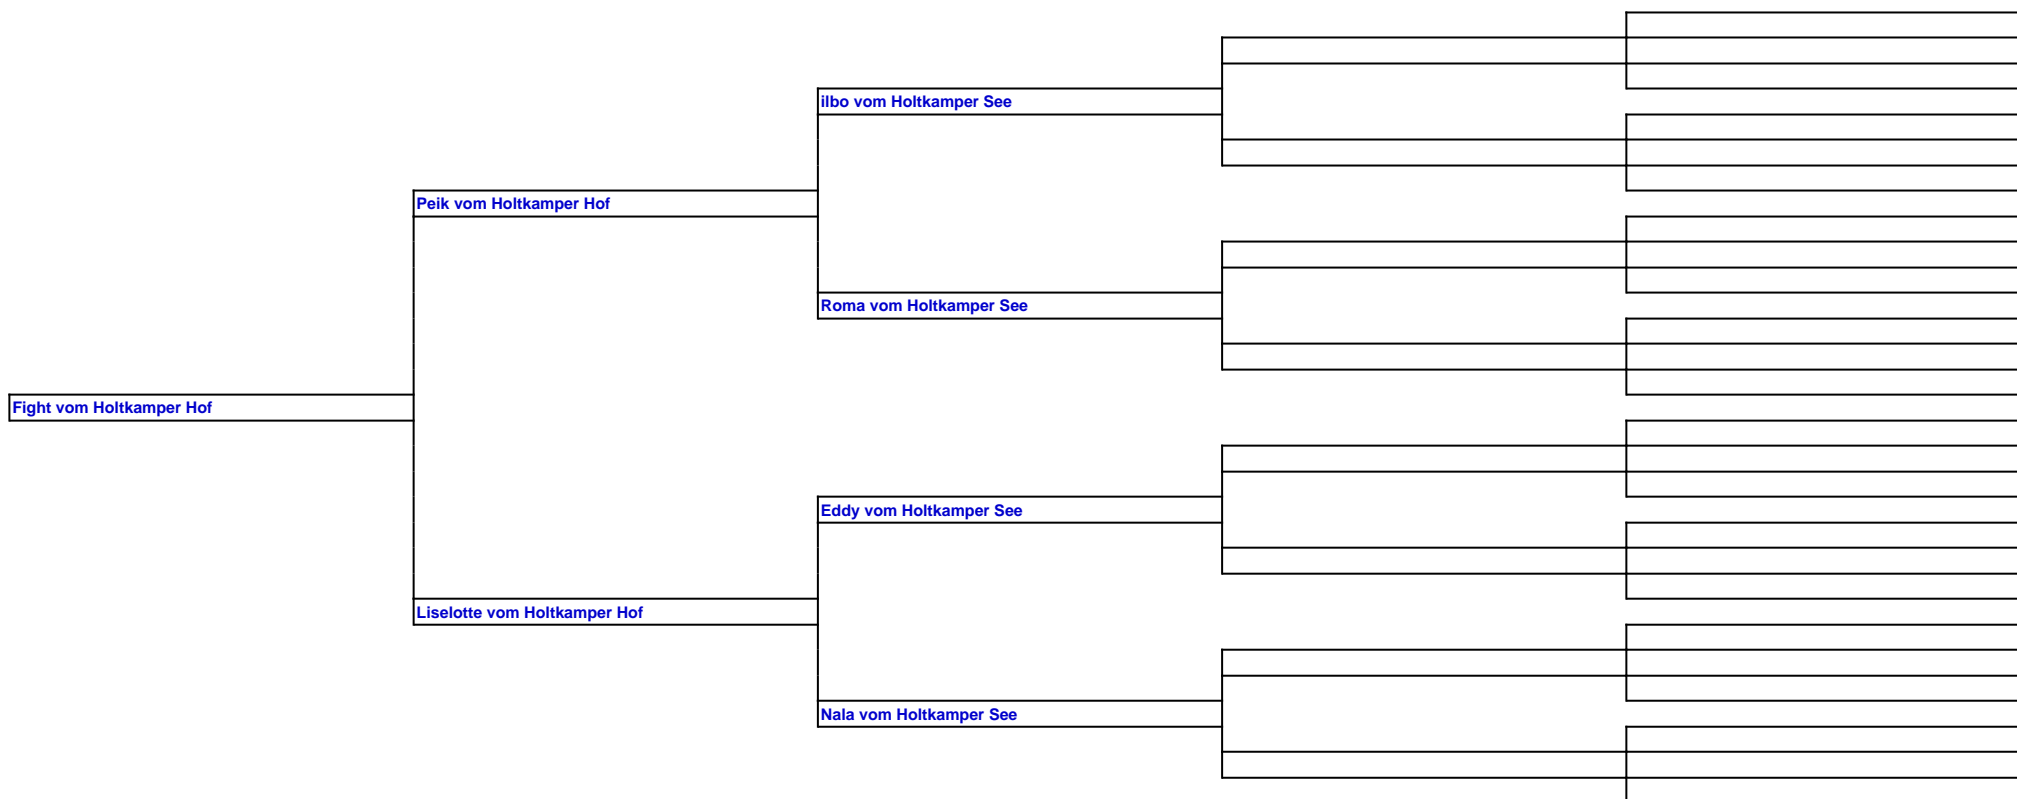 ilbo vom Holtkamper See
Peik vom Holtkamper Hof
Roma vom Holtkamper See
Fight vom Holtkamper Hof
Eddy vom Holtkamper See
Liselotte vom Holtkamper Hof
Nala vom Holtkamper See